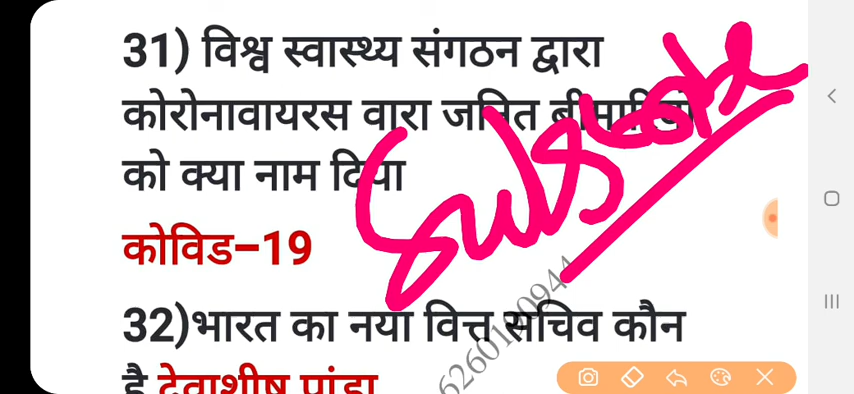 31) विश्व स्वास्थ्य संगठन द्वारा
कोरोनावायरस वारा जनित बीमारियों
को क्या नाम दिया
Subscribe
कोविड-19
32)भारत का नया वित्त सचिव कौन
है देवाशीष पांडा